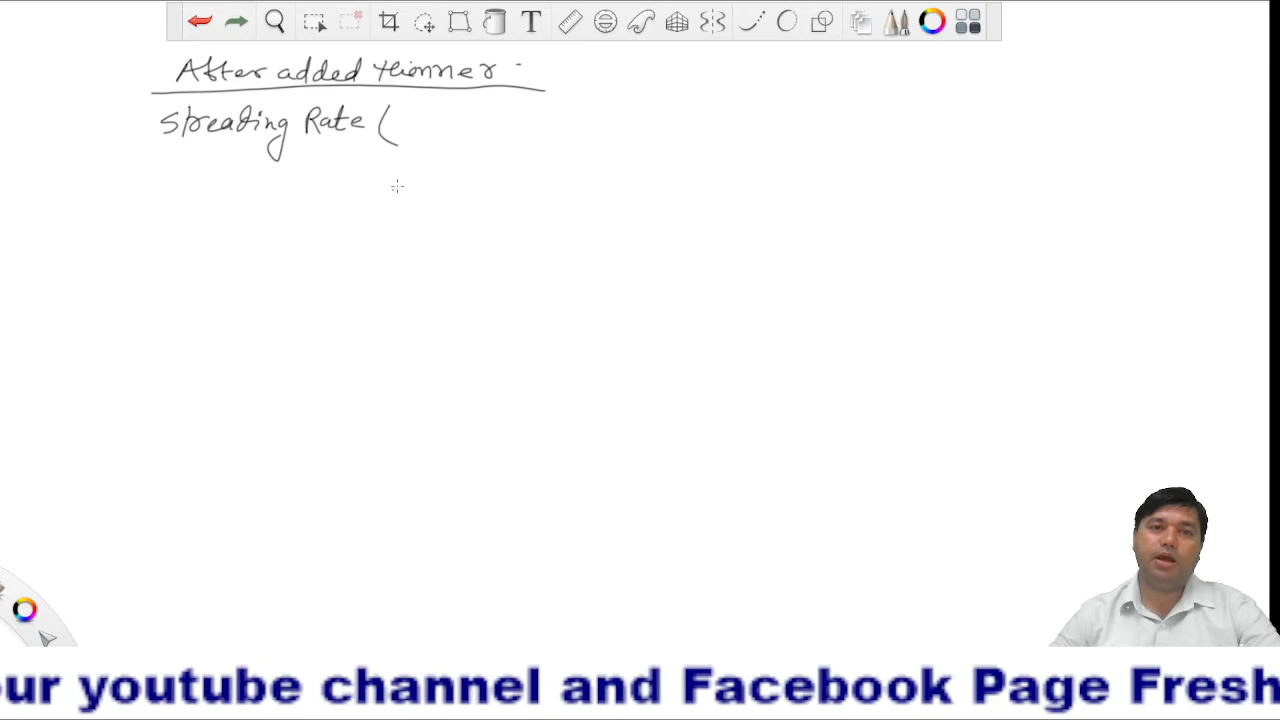 After added thinner -
Spreading Rate (
our youtube channel and Facebook Page Fresh